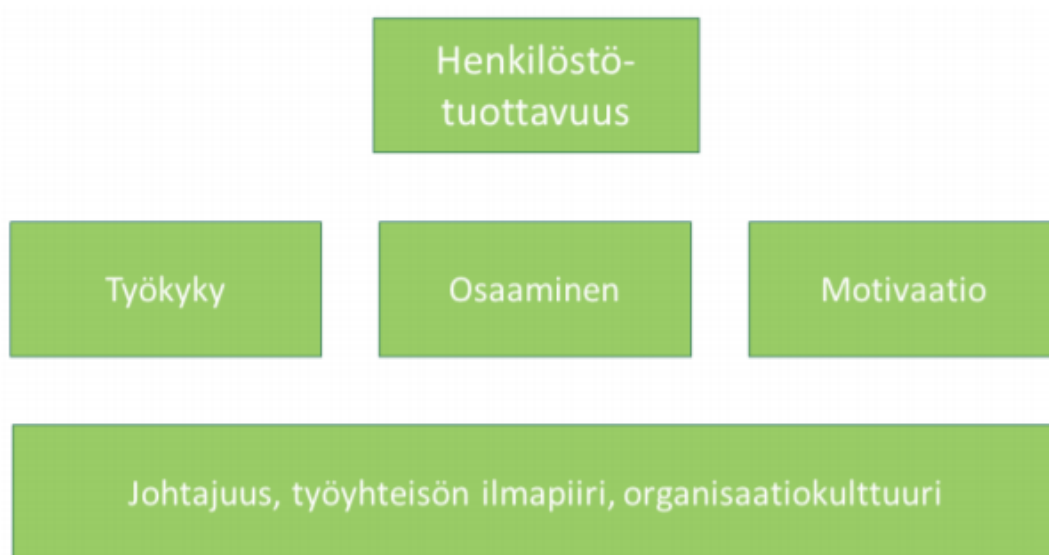 Henkilöstö-
tuottavuus
Työkyky
Osaaminen
Motivaatio
Johtajuus, työyhteisön ilmapiiri, organisaatiokulttuuri